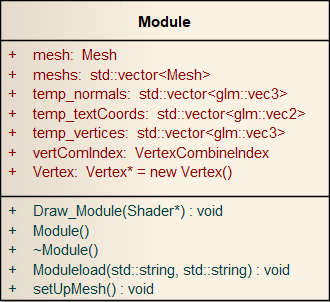 Module
+ mesh: Mesh
+ meshs: std::vector<Mesh>
+ temp_normals: std::vector<glm::vec3>
+ temp_textCoords: std::vector<glm::vec2>
+ temp_vertices: std::vector<glm::vec3>
+ vertComIndex: VertexCombineIndex
+ Vertex: Vertex* = new Vertex()
+ Draw_Module(Shader*) : void
+ Module()
+ ~Module()
+ Moduleload(std::string, std::string) : void
+ setUpMesh() : void